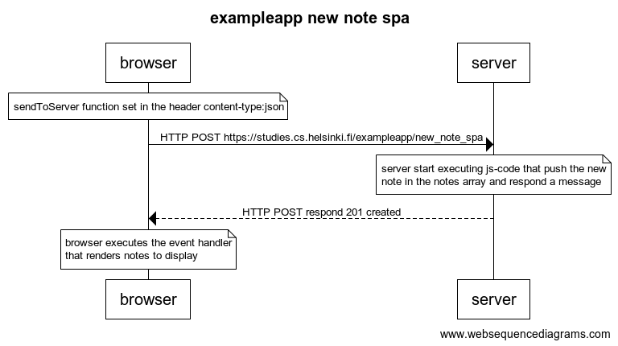 exampleapp new note spa
browser
server
sendToServer function set in the header content-type:json
HTTP POST https://studies.cs.helsinki.fi/exampleapp/new_note_spa
server start executing js-code that push the new
note in the notes array and respond a message
HTTP POST respond 201 created
browser executes the event handler
that renders notes to display
browser
server
www.websequencediagrams.com